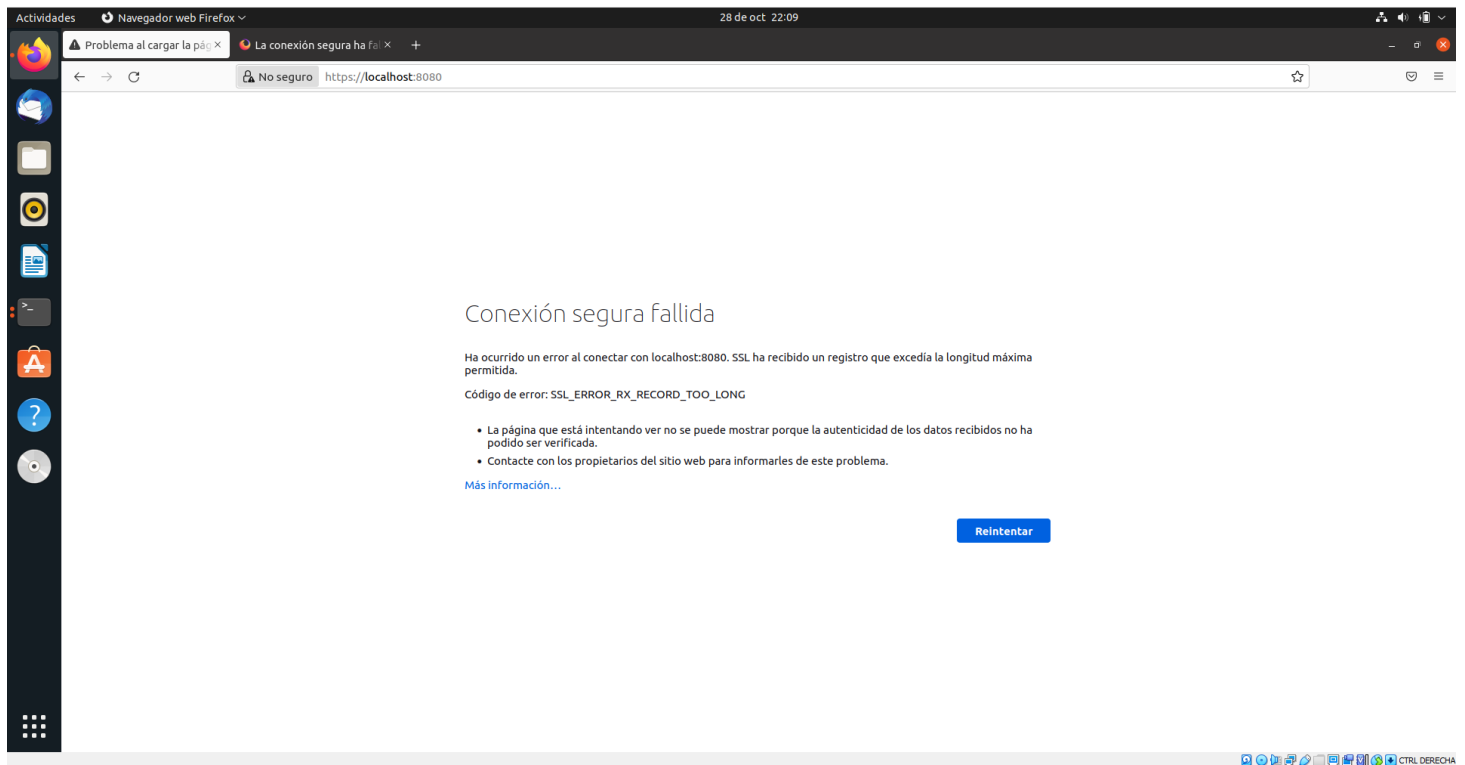 Actividades Navegador web Firefox 28 de oct 22:09
Problema al cargar la pág La conexión segura ha fal
No seguro https://localhost:8080
Conexión segura fallida
Ha ocurrido un error al conectar con localhost:8080. SSL ha recibido un registro que excedía la longitud máxima
permitida.
Código de error: SSL_ERROR_RX_RECORD_TOO_LONG
• La página que está intentando ver no se puede mostrar porque la autenticidad de los datos recibidos no ha
podido ser verificada.
• Contacte con los propietarios del sitio web para informarles de este problema.
Más información...
Reintentar
CTRL DERECHA